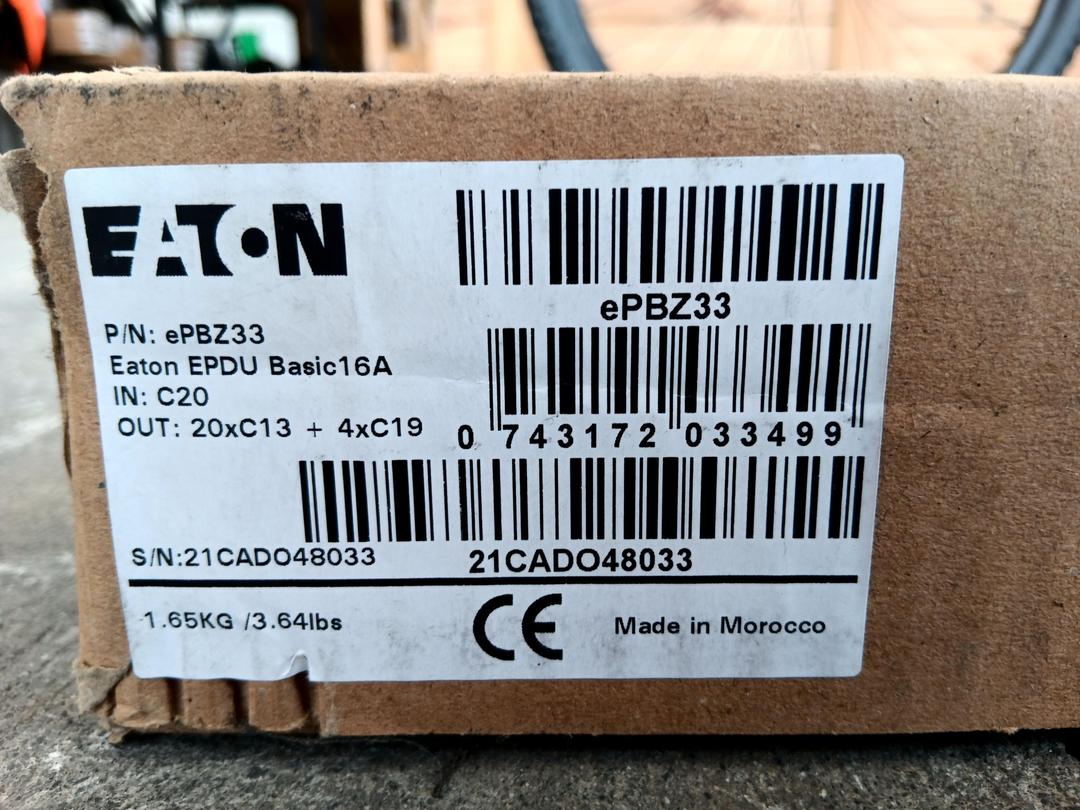 EATON
ePBZ33
P/N: ePBZ33
Eaton EPDU Basic16A
IN: C20
OUT: 20xC13 + 4xC19
0 743172 033499
S/N:21CADO48033
21CADO48033
1.65KG /3.64lbs
CE
Made in Morocco